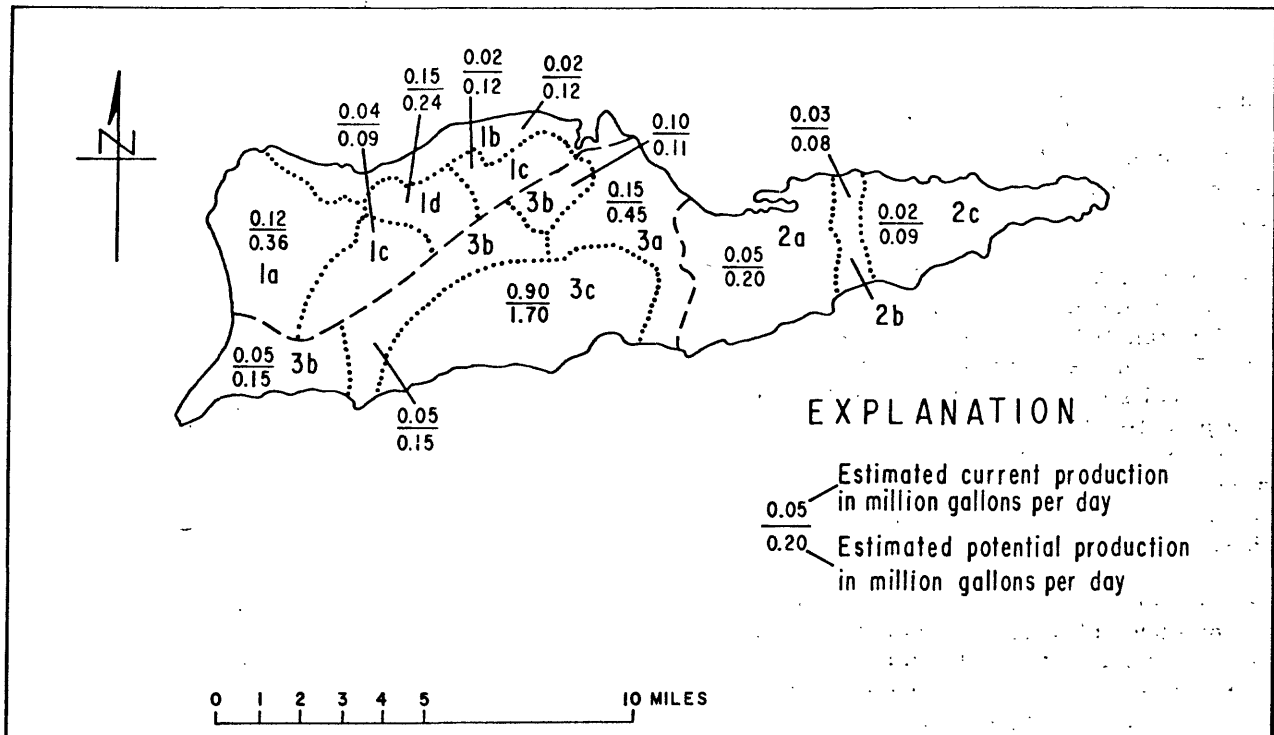 0.02
0.12
0.02
0.12
0.15
0.24
0.04
0.09
0.10
0.11
0.03
0.08
1b
1c
1d
3b
0.15
0.45
0.12
0.36
1a
1c
3b
3a
2a
0.02
0.09
2c
0.05
0.20
0.90
1.70
3c
2b
0.05
0.15
3b
0.05
0.15
N
EXPLANATION
Estimated current production
in million gallons per day
0.05
0.20
Estimated potential production
in million gallons per day
0 1 2 3 4 5 10 MILES